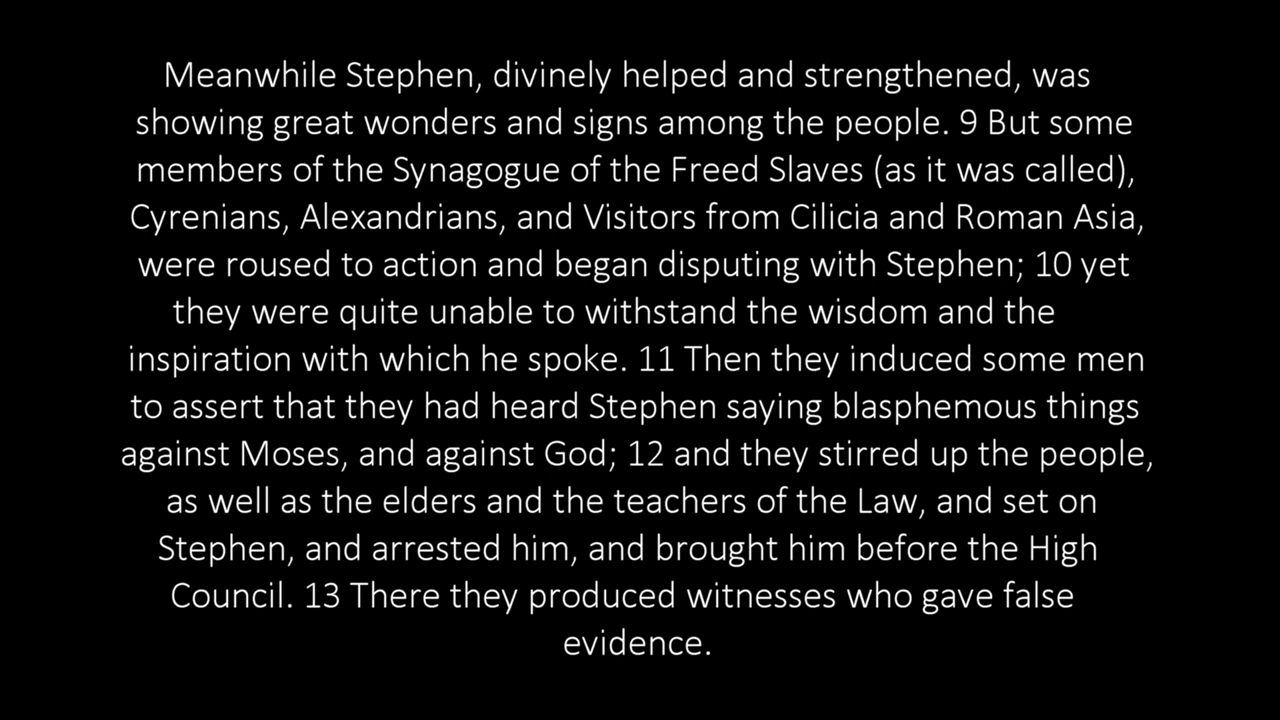 Meanwhile Stephen, divinely helped and strengthened, was
showing great wonders and signs among the people. 9 But some
members of the Synagogue of the Freed Slaves (as it was called),
Cyrenians, Alexandrians, and Visitors from Cilicia and Roman Asia,
were roused to action and began disputing with Stephen; 10 yet
they were quite unable to withstand the wisdom and the
inspiration with which he spoke. 11 Then they induced some men
to assert that they had heard Stephen saying blasphemous things
against Moses, and against God; 12 and they stirred up the people,
as well as the elders and the teachers of the Law, and set on
Stephen, and arrested him, and brought him before the High
Council. 13 There they produced witnesses who gave false
evidence.